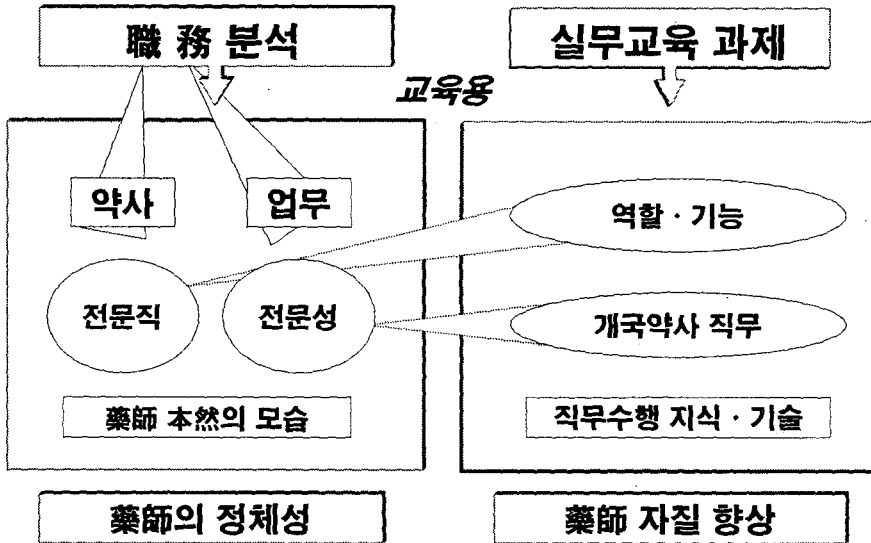 職務 분석
실무교육 과제
교육용
약사
업무
역할 · 기능
전문직
전문성
개국약사 직무
藥師 本然의 모습
직무수행 지식 · 기술
藥師의 정체성
藥師 자질 향상